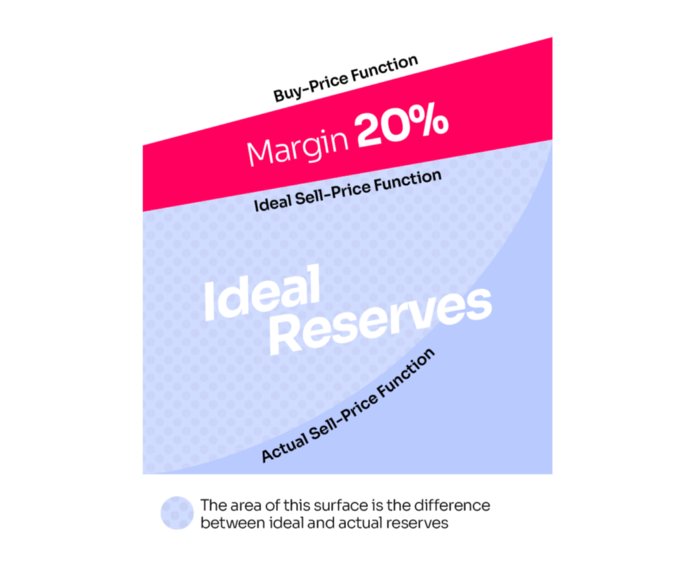 Buy-Price Function
Margin 20%
Ideal Sell-Price Function
Ideal
Reserves
Actual Sell-Price Function
The area of this surface is the difference
between ideal and actual reserves